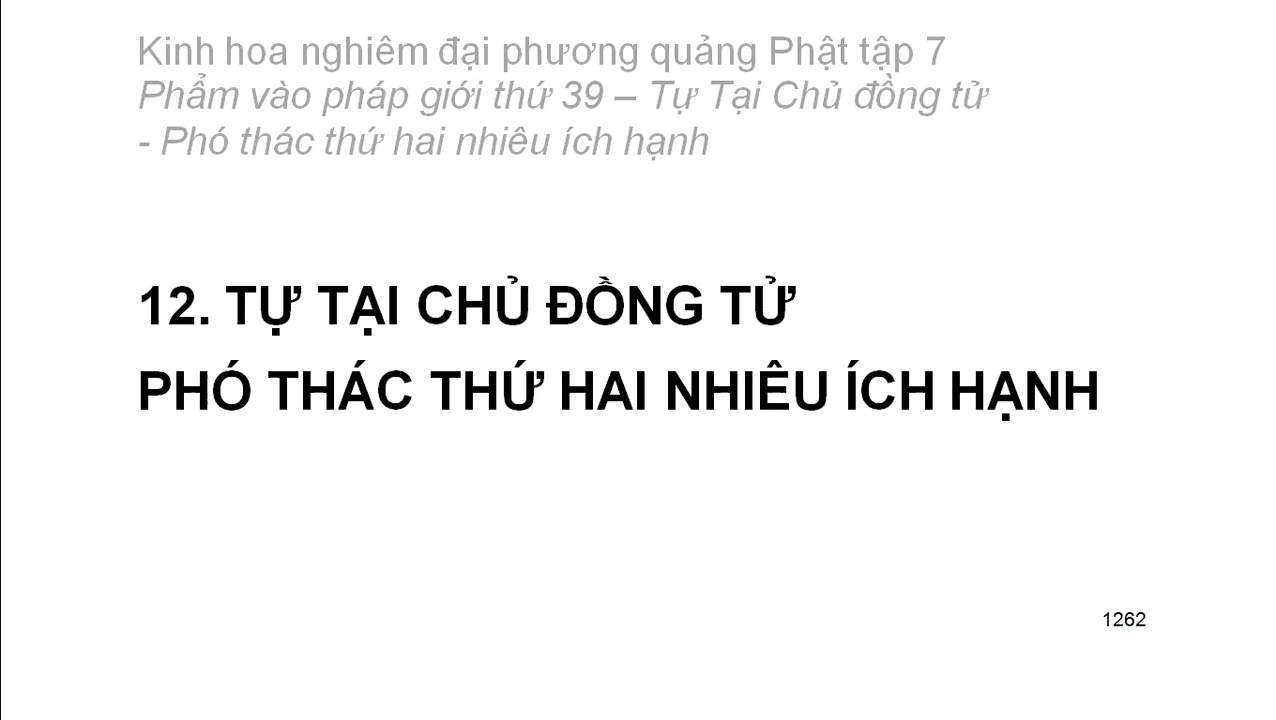 Kinh hoa nghiêm đại phương quảng Phật tập 7
Phẩm vào pháp giới thứ 39 – Tự Tại Chủ đồng tử
- Phó thác thứ hai nhiêu ích hạnh
12. TỰ TẠI CHỦ ĐỒNG TỬ
PHÓ THÁC THỨ HAI NHIÊU ÍCH HẠNH
1262